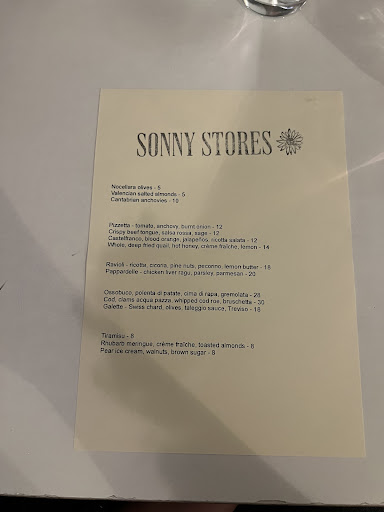 SONNY STORES
Nocellara olives - 5
Valencian salted almonds - 5
Cantabrian anchovies - 10
Pizzetta - tomato, anchovy, burnt onion - 12
Crispy beef tongue, salsa rossa, sage - 12
Castelfranco, blood orange, jalapeños, ricotta salata - 12
Whole, deep fried quail, hot honey, crème fraîche, lemon - 14
Ravioli - ricotta, cicoria, pine nuts, pecorino, lemon butter - 18
Pappardelle - chicken liver ragu, parsley, parmesan - 20
Ossobuco, polenta di patate, cima di rapa, gremolata - 28
Cod, clams acqua pazza, whipped cod roe, bruschetta - 30
Galette - Swiss chard, olives, taleggio sauce, Treviso - 18
Tiramisu - 8
Rhubarb meringue, crème fraîche, toasted almonds - 8
Pear ice cream, walnuts, brown sugar - 8